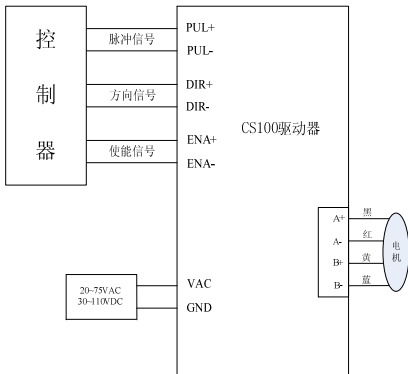 控制器
脉冲信号
方向信号
使能信号
PUL+
PUL-
DIR+
DIR-
ENA+
ENA-
CS100驱动器
A+
A-
B+
B-
黑
红
黄
蓝
电机
20~75VAC
30~110VDC
VAC
GND